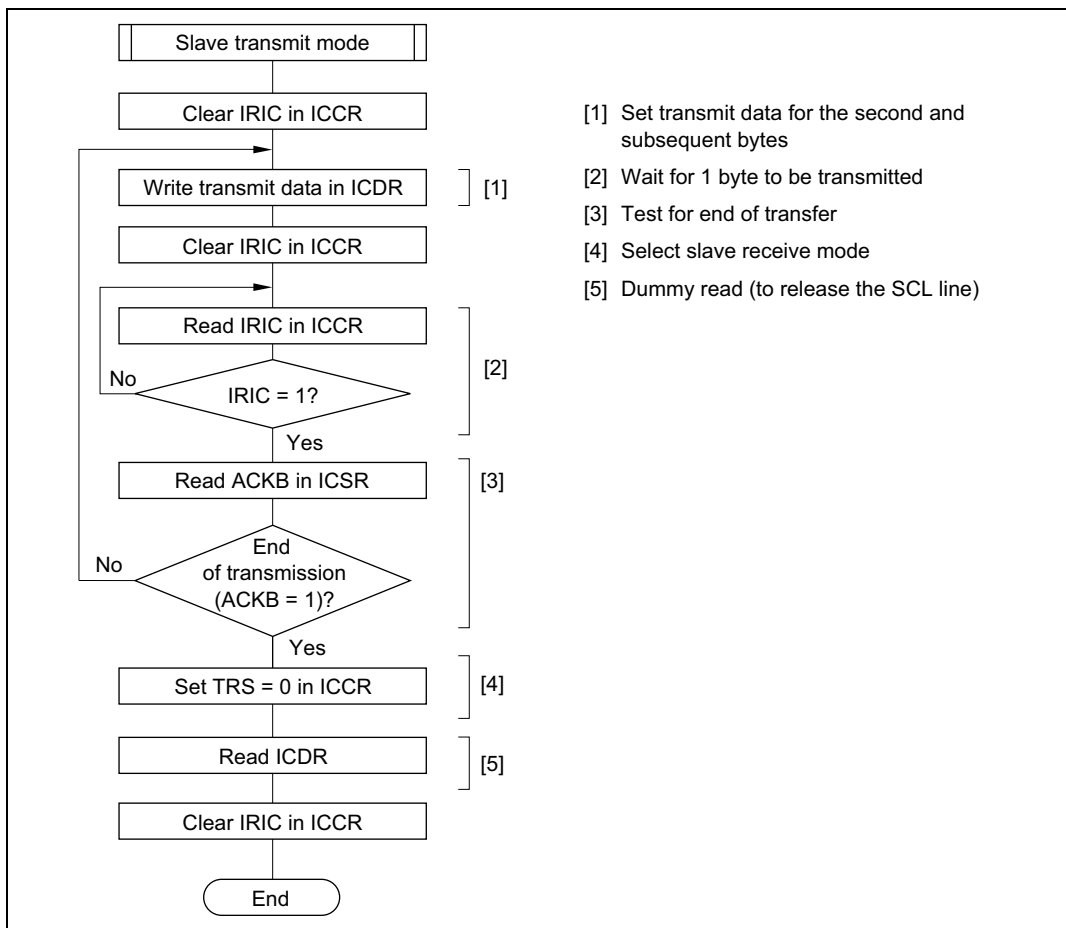 Slave transmit mode
Clear IRIC in ICCR
Write transmit data in ICDR
[1]
Clear IRIC in ICCR
Read IRIC in ICCR
[2]
No
IRIC = 1?
Yes
Read ACKB in ICSR
[3]
No
End
of transmission
(ACKB = 1)?
Yes
Set TRS = 0 in ICCR
[4]
Read ICDR
[5]
Clear IRIC in ICCR
End
[1] Set transmit data for the second and
subsequent bytes
[2] Wait for 1 byte to be transmitted
[3] Test for end of transfer
[4] Select slave receive mode
[5] Dummy read (to release the SCL line)